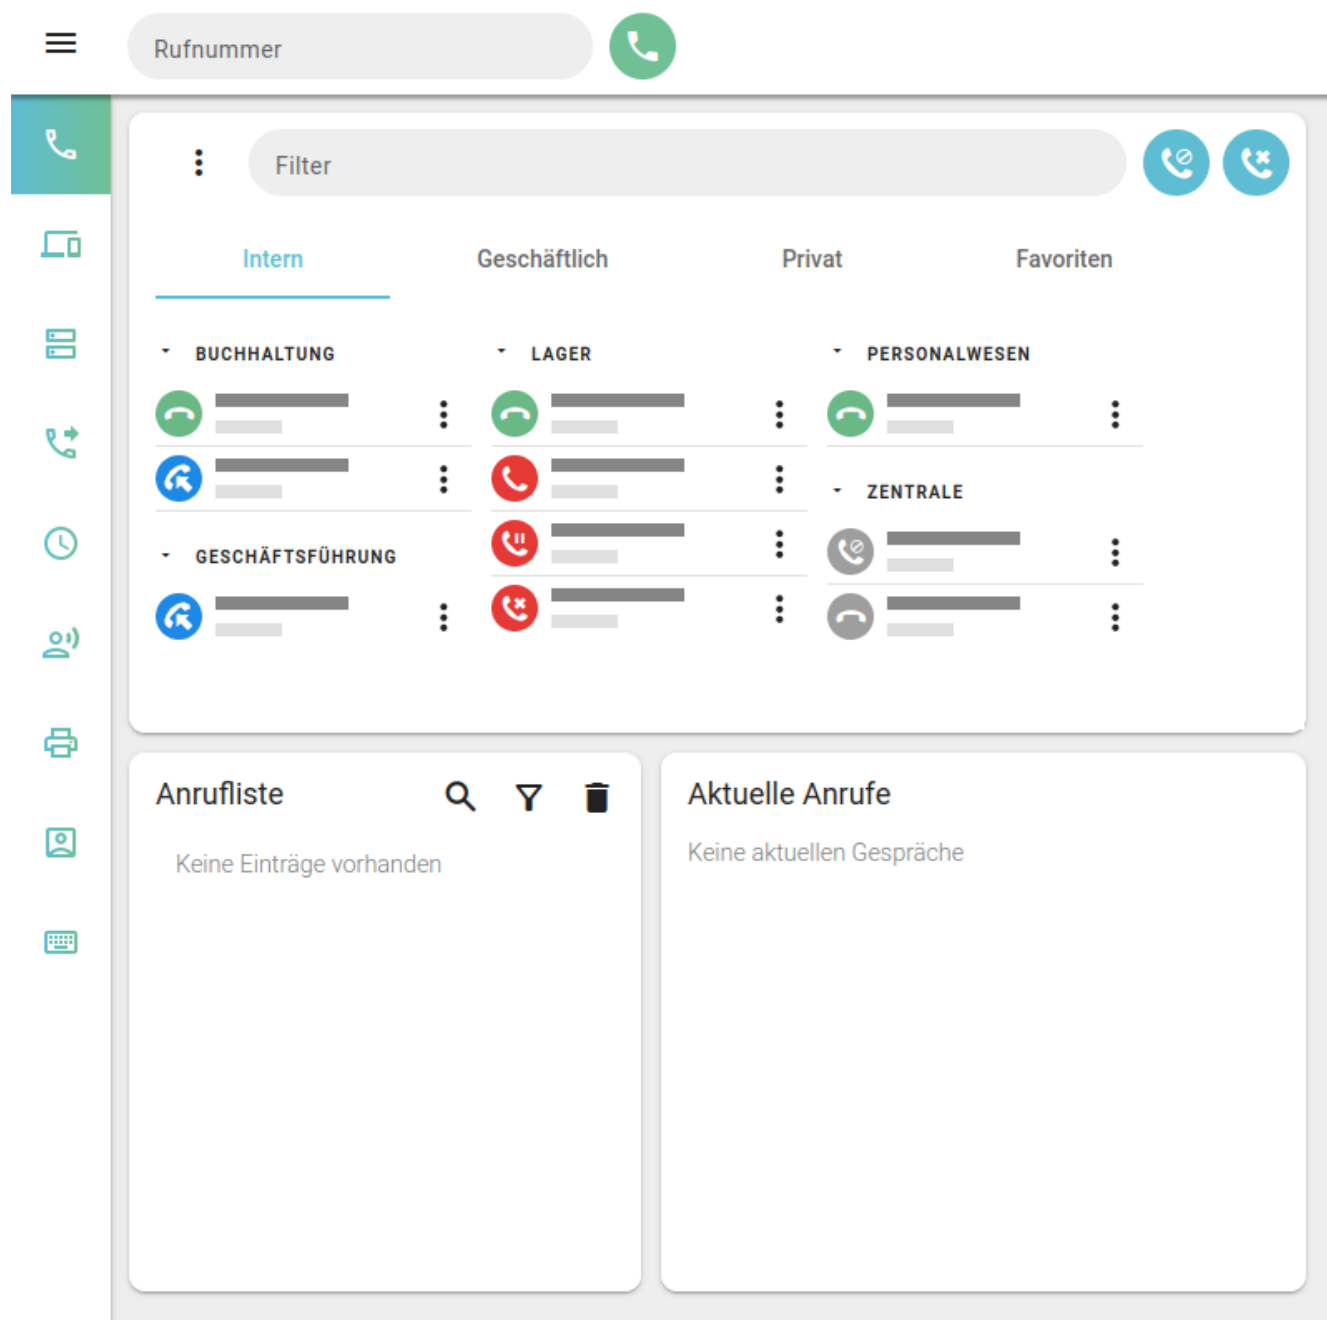 Rufnummer
Filter
Intern
Geschäftlich
Privat
Favoriten
BUCHHALTUNG
GESCHÄFTSFÜHRUNG
LAGER
PERSONALWESEN
ZENTRALE
Anrufliste
Keine Einträge vorhanden
Aktuelle Anrufe
Keine aktuellen Gespräche